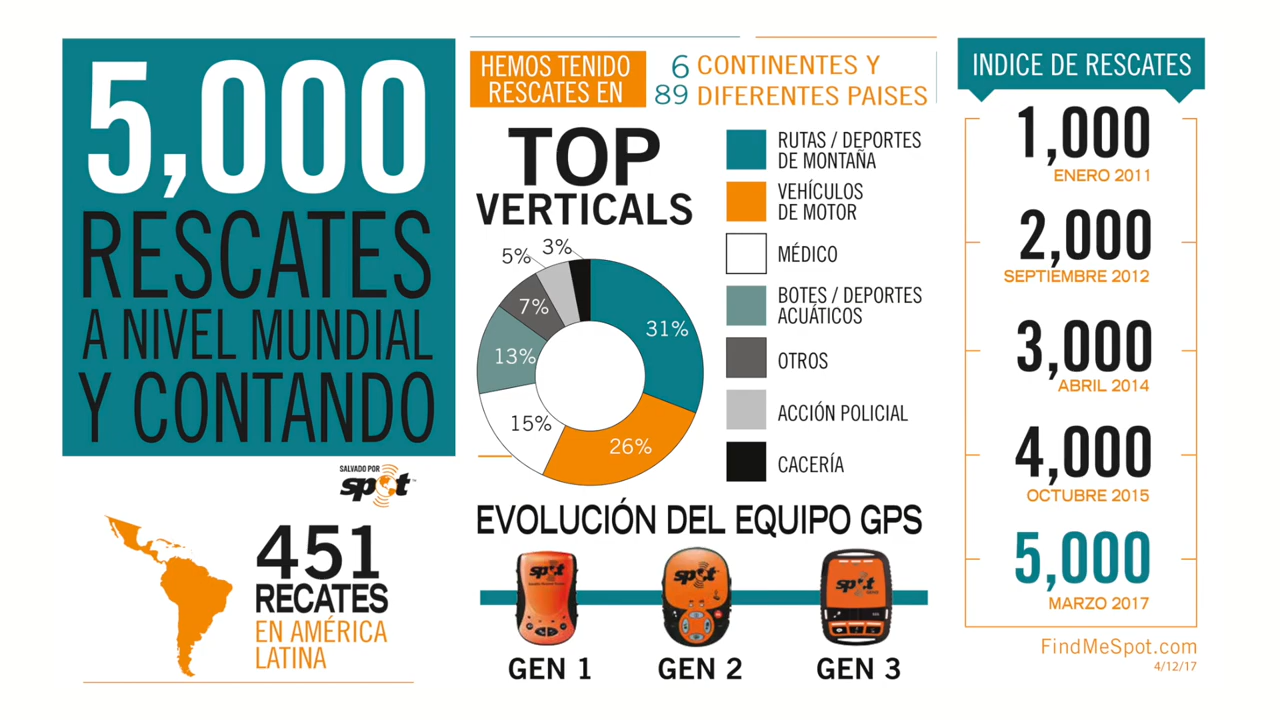 5,000
RESCATES
A NIVEL MUNDIAL
Y CONTANDO
SALVADO POR
spot
451
RECATES
EN AMÉRICA
LATINA
HEMOS TENIDO
RESCATES EN
6 CONTINENTES Y
89 DIFERENTES PAISES
TOP
VERTICALS
5%
3%
7%
31%
13%
15%
26%
RUTAS / DEPORTES
DE MONTAÑA
VEHÍCULOS
DE MOTOR
MÉDICO
BOTES / DEPORTES
ACUÁTICOS
OTROS
ACCIÓN POLICIAL
CACERÍA
EVOLUCIÓN DEL EQUIPO GPS
spot
spot
spot
GEN 1
GEN 2
GEN 3
INDICE DE RESCATES
1,000
ENERO 2011
2,000
SEPTIEMBRE 2012
3,000
ABRIL 2014
4,000
OCTUBRE 2015
5,000
MARZO 2017
FindMeSpot.com
4/12/17